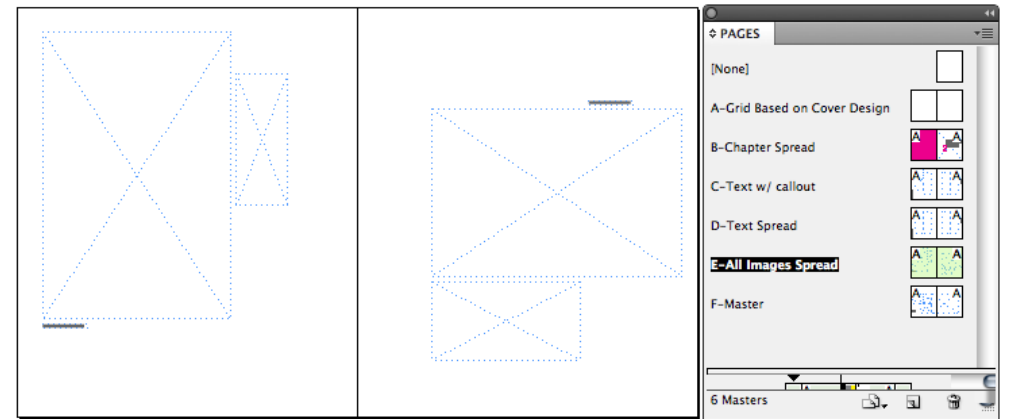 PAGES
[None]
A-Grid Based on Cover Design
B-Chapter Spread
A A
C-Text w/ callout
A A
D-Text Spread
A A
E-All Images Spread
A A
F-Master
A A
6 Masters